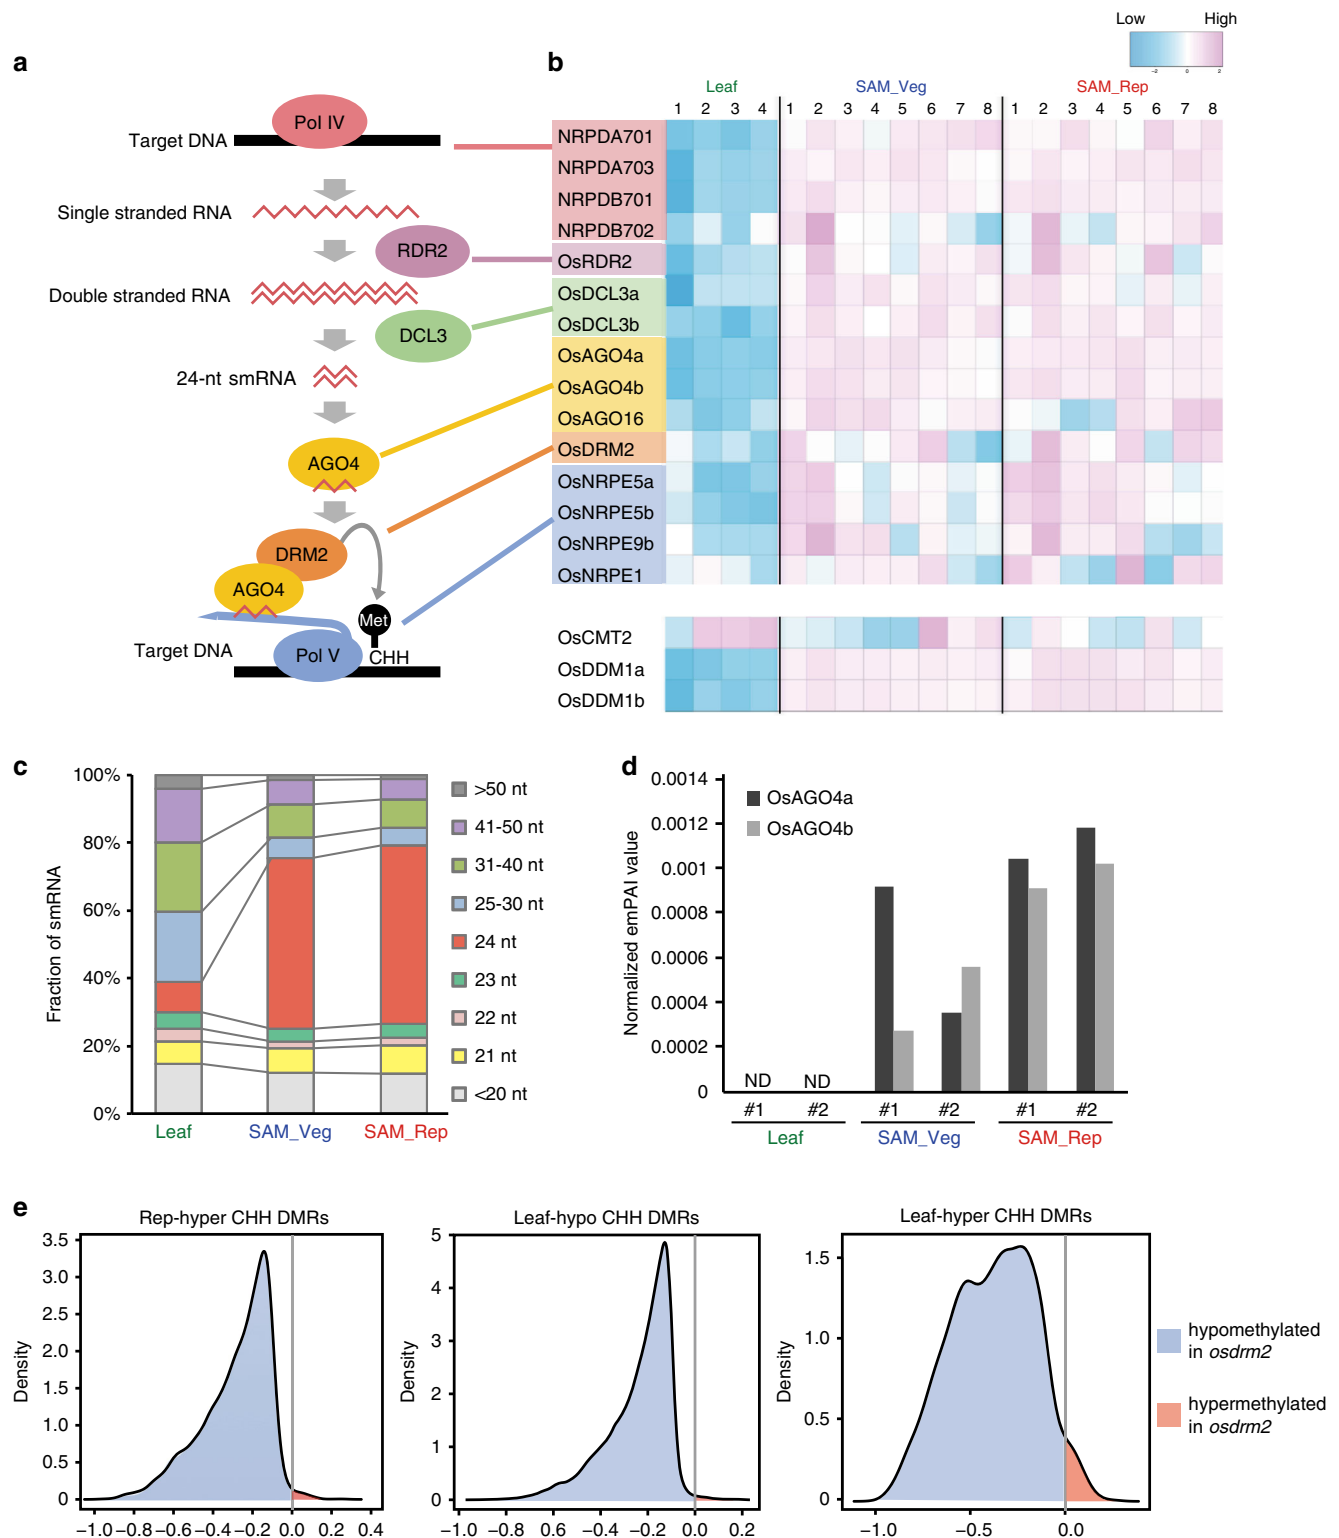 a
Pol IV
Target DNA
Single stranded RNA
RDR2
Double stranded RNA
DCL3
24-nt smRNA
AGO4
DRM2
AGO4
Met
Target DNA
Pol V
CHH
b
Low High
−2 0 2
Leaf SAM_Veg SAM_Rep
1 2 3 4 1 2 3 4 5 6 7 8 1 2 3 4 5 6 7 8
NRPDA701
NRPDA703
NRPDB701
NRPDB702
OsRDR2
OsDCL3a
OsDCL3b
OsAGO4a
OsAGO4b
OsAGO16
OsDRM2
OsNRPE5a
OsNRPE5b
OsNRPE9b
OsNRPE1
OsCMT2
OsDDM1a
OsDDM1b
c
Fraction of smRNA
100%
80%
60%
40%
20%
0%
Leaf SAM_Veg SAM_Rep
>50 nt
41-50 nt
31-40 nt
25-30 nt
24 nt
23 nt
22 nt
21 nt
<20 nt
d
Normalized emPAI value
0.0014
0.0012
0.001
0.0008
0.0006
0.0004
0.0002
0
OsAGO4a
OsAGO4b
ND ND
#1 #2 #1 #2 #1 #2
Leaf SAM_Veg SAM_Rep
e
Rep-hyper CHH DMRs
Density
3.5
3.0
2.5
2.0
1.5
1.0
0.5
0
−1.0 −0.8 −0.6 −0.4 −0.2 0.0 0.2 0.4
Leaf-hypo CHH DMRs
Density
5
4
3
2
1
0
−1.0 −0.8 −0.6 −0.4 −0.2 0.0 0.2
Leaf-hyper CHH DMRs
Density
1.5
1.0
0.5
0
−1.0 −0.5 0.0
hypomethylated
in osdrm2
hypermethylated
in osdrm2